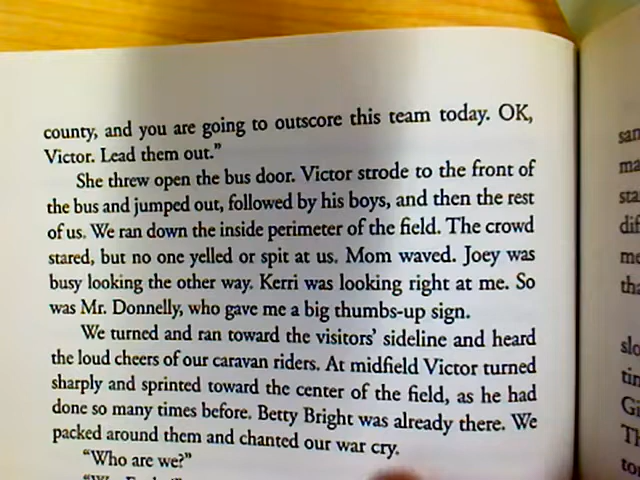 county, and you are going to outscore this team today. OK,
Victor. Lead them out."
She threw open the bus door. Victor strode to the front of
the bus and jumped out, followed by his boys, and then the rest
of us. We ran down the inside perimeter of the field. The crowd
stared, but no one yelled or spit at us. Mom waved. Joey was
busy looking the other way. Kerri was looking right at me. So
was Mr. Donnelly, who gave me a big thumbs-up sign.
We turned and ran toward the visitors' sideline and heard
the loud cheers of our caravan riders. At midfield Victor turned
sharply and sprinted toward the center of the field, as he had
done so many times before. Betty Bright was already there. We
packed around them and chanted our war cry.
"Who are we?"